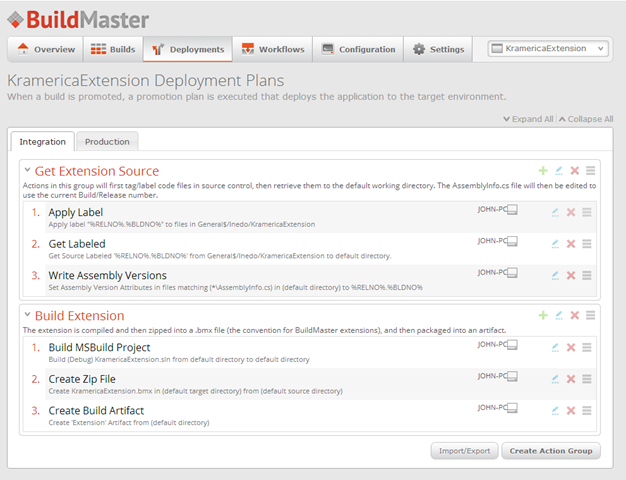 BuildMaster
Overview Builds Deployments Workflows Configuration Settings KramericaExtension
KramericaExtension Deployment Plans
When a build is promoted, a promotion plan is executed that deploys the application to the target environment.
Expand All | Collapse All
Integration Production
Get Extension Source
Actions in this group will first tag/label code files in source control, then retrieve them to the default working directory. The AssemblyInfo.cs file will then be edited to
use the current Build/Release number.
1. Apply Label JOHN-PC
Apply label "%RELNO%.%BLDNO%" to files in General$/Inedo/KramericaExtension
2. Get Labeled JOHN-PC
Get Source Labeled '%RELNO%.%BLDNO%' from General$/Inedo/KramericaExtension to default directory.
3. Write Assembly Versions JOHN-PC
Set Assembly Version Attributes in files matching (*\AssemblyInfo.cs) in (default directory) to %RELNO%.%BLDNO%
Build Extension
The extension is compiled and then zipped into a .bmx file (the convention for BuildMaster extensions), and then packaged into an artifact.
1. Build MSBuild Project JOHN-PC
Build (Debug) KramericaExtension.sln from default directory to default directory
2. Create Zip File JOHN-PC
Create KramericaExtension.bmx in (default target directory) from (default source directory)
3. Create Build Artifact JOHN-PC
Create 'Extension' Artifact from (default directory)
Import/Export Create Action Group